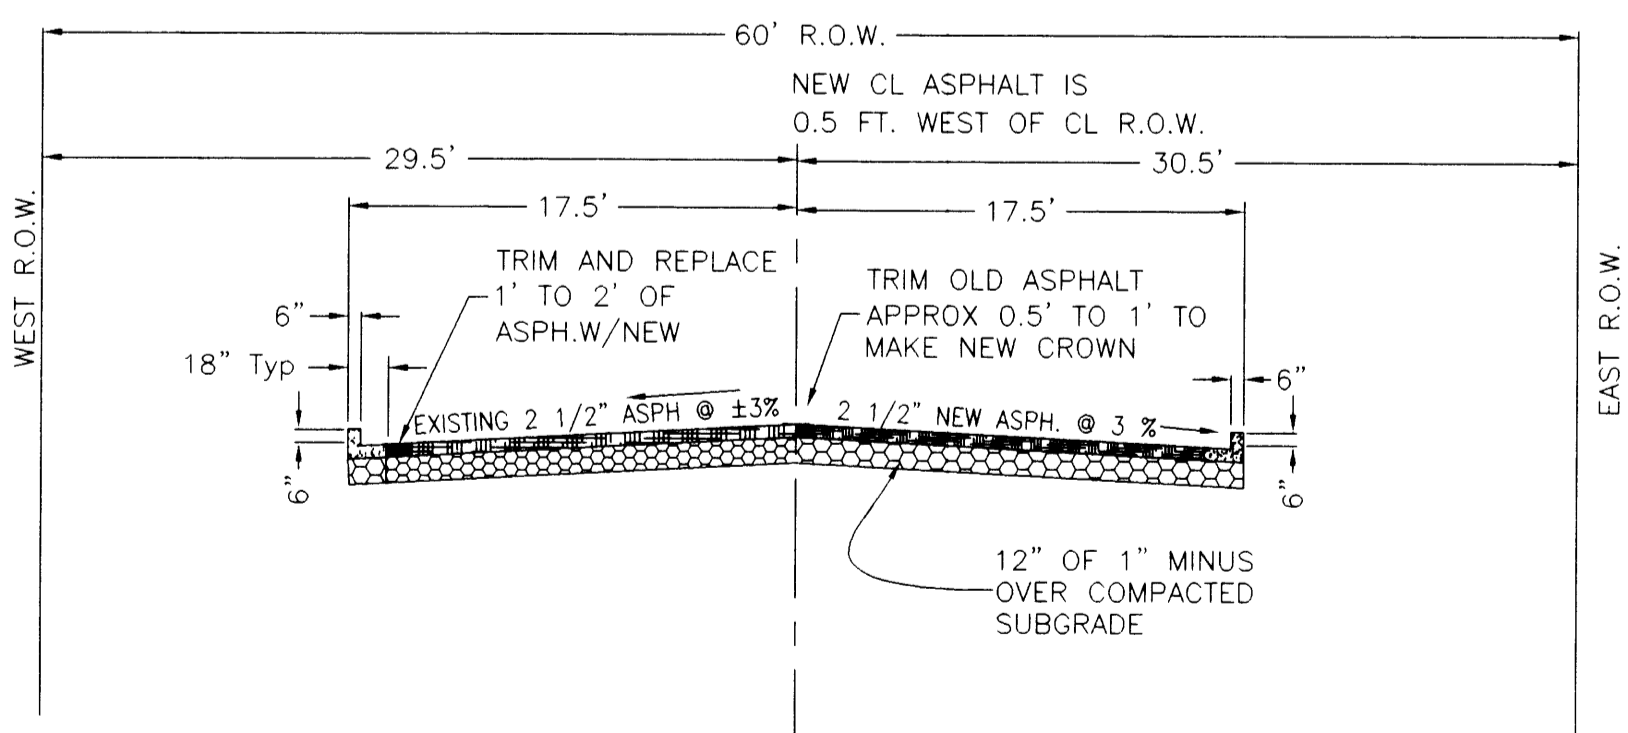 60' R.O.W.
NEW CL ASPHALT IS
0.5 FT. WEST OF CL R.O.W.
29.5'
30.5'
17.5'
17.5'
WEST R.O.W.
EAST R.O.W.
TRIM AND REPLACE
1' TO 2' OF
ASPH.W/NEW
TRIM OLD ASPHALT
APPROX 0.5' TO 1' TO
MAKE NEW CROWN
6"
18" Typ
6"
EXISTING 2 1/2" ASPH @ ±3%
2 1/2" NEW ASPH. @ 3 %
6"
6"
12" OF 1" MINUS
OVER COMPACTED
SUBGRADE